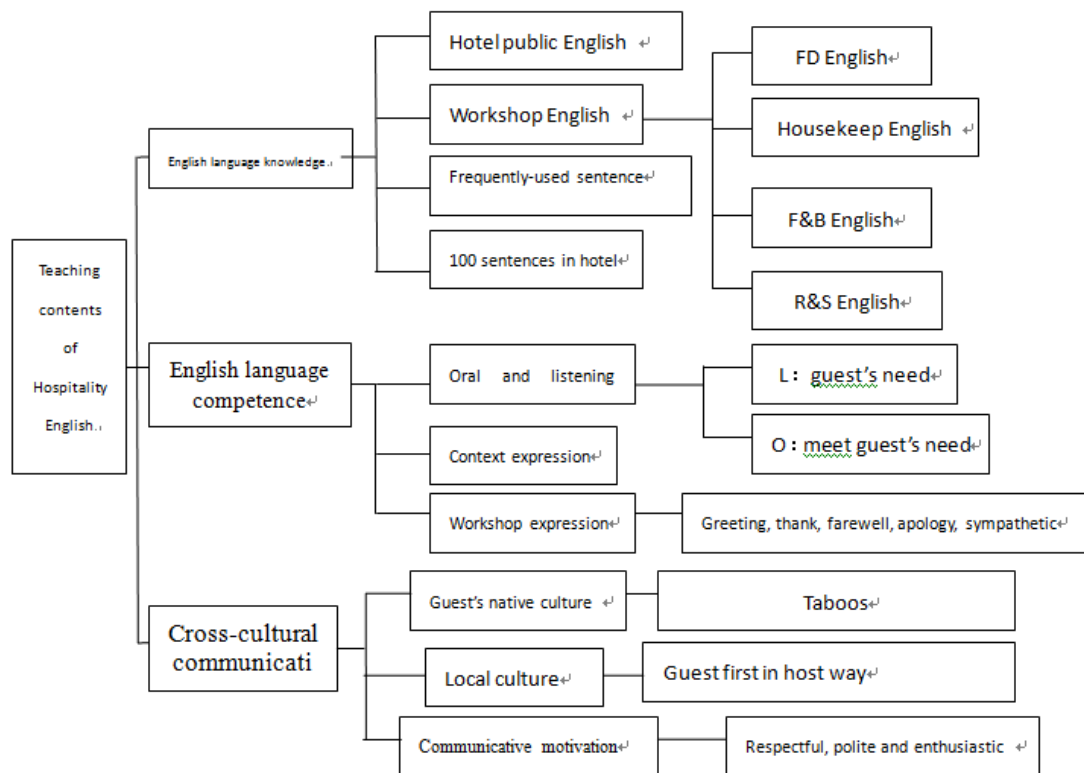 Teaching
contents
of
Hospitality
English.
English language knowledge.
Hotel public English
Workshop English
Frequently-used sentence
100 sentences in hotel
FD English
Housekeep English
F&B English
R&S English
English language
competence
Oral and listening
L：guest's need
O：meet guest's need
Context expression
Workshop expression
Greeting, thank, farewell, apology, sympathetic
Cross-cultural
communicati
Guest's native culture
Taboos
Local culture
Guest first in host way
Communicative motivation
Respectful, polite and enthusiastic